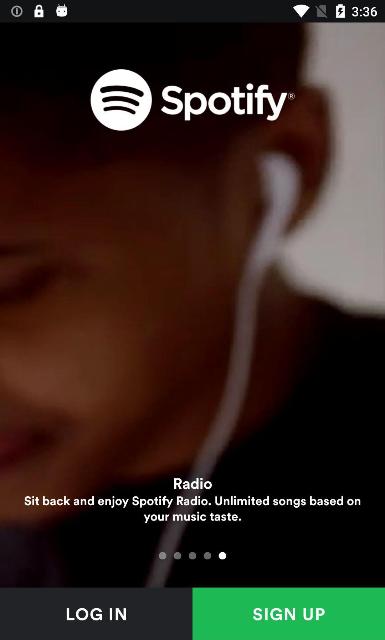 3:36
Spotify®
Radio
Sit back and enjoy Spotify Radio. Unlimited songs based on
your music taste.
LOG IN
SIGN UP